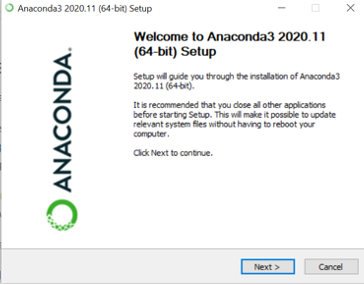 Anaconda3 2020.11 (64-bit) Setup
Welcome to Anaconda3 2020.11
(64-bit) Setup
Setup will guide you through the installation of Anaconda3
2020.11 (64-bit).
It is recommended that you close all other applications
before starting Setup. This will make it possible to update
relevant system files without having to reboot your
computer.
Click Next to continue.
ANACONDA.
Next >
Cancel